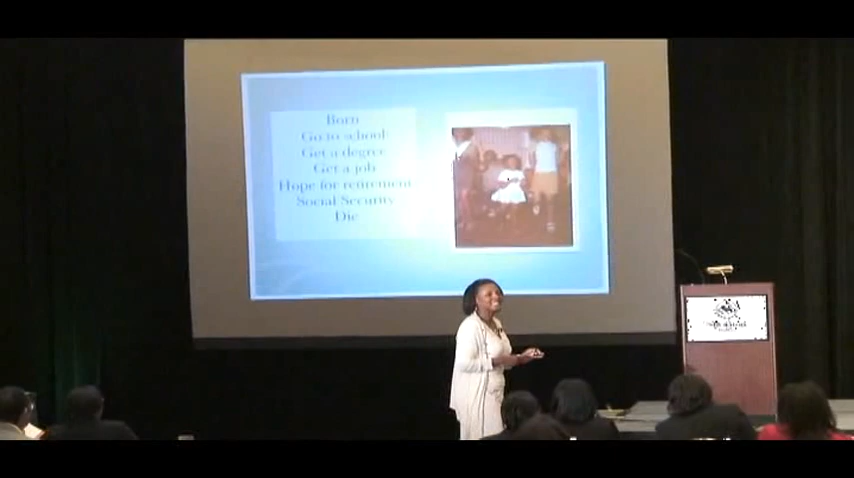 Born
Go to school
Get a degree
Get a job
Hope for retirement
Social Security
Die